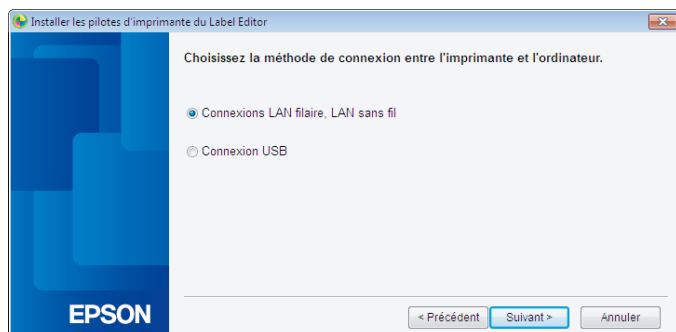 Installer les pilotes d'imprimante du Label Editor
Choisissez la méthode de connexion entre l'imprimante et l'ordinateur.
Connexions LAN filaire, LAN sans fil
Connexion USB
EPSON
< Précédent
Suivant >
Annuler